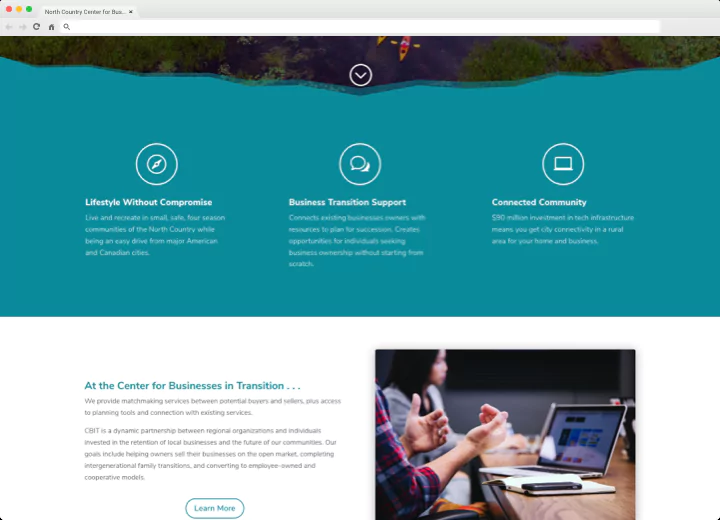 North Country Center for Bus...
Lifestyle Without Compromise
Live and recreate in small, safe, four season
communities of the North Country while
being an easy drive from major American
and Canadian cities.
Business Transition Support
Connects existing businesses owners with
resources to plan for succession. Creates
opportunities for individuals seeking
business ownership without starting from
scratch.
Connected Community
$90 million investment in tech infrastructure
means you get city connectivity in a rural
area for your home and business.
At the Center for Businesses in Transition . . .
We provide matchmaking services between potential buyers and sellers, plus access
to planning tools and connection with existing services.
CBIT is a dynamic partnership between regional organizations and individuals
invested in the retention of local businesses and the future of our communities. Our
goals include helping owners sell their businesses on the open market, completing
intergenerational family transitions, and converting to employee-owned and
cooperative models.
Learn More